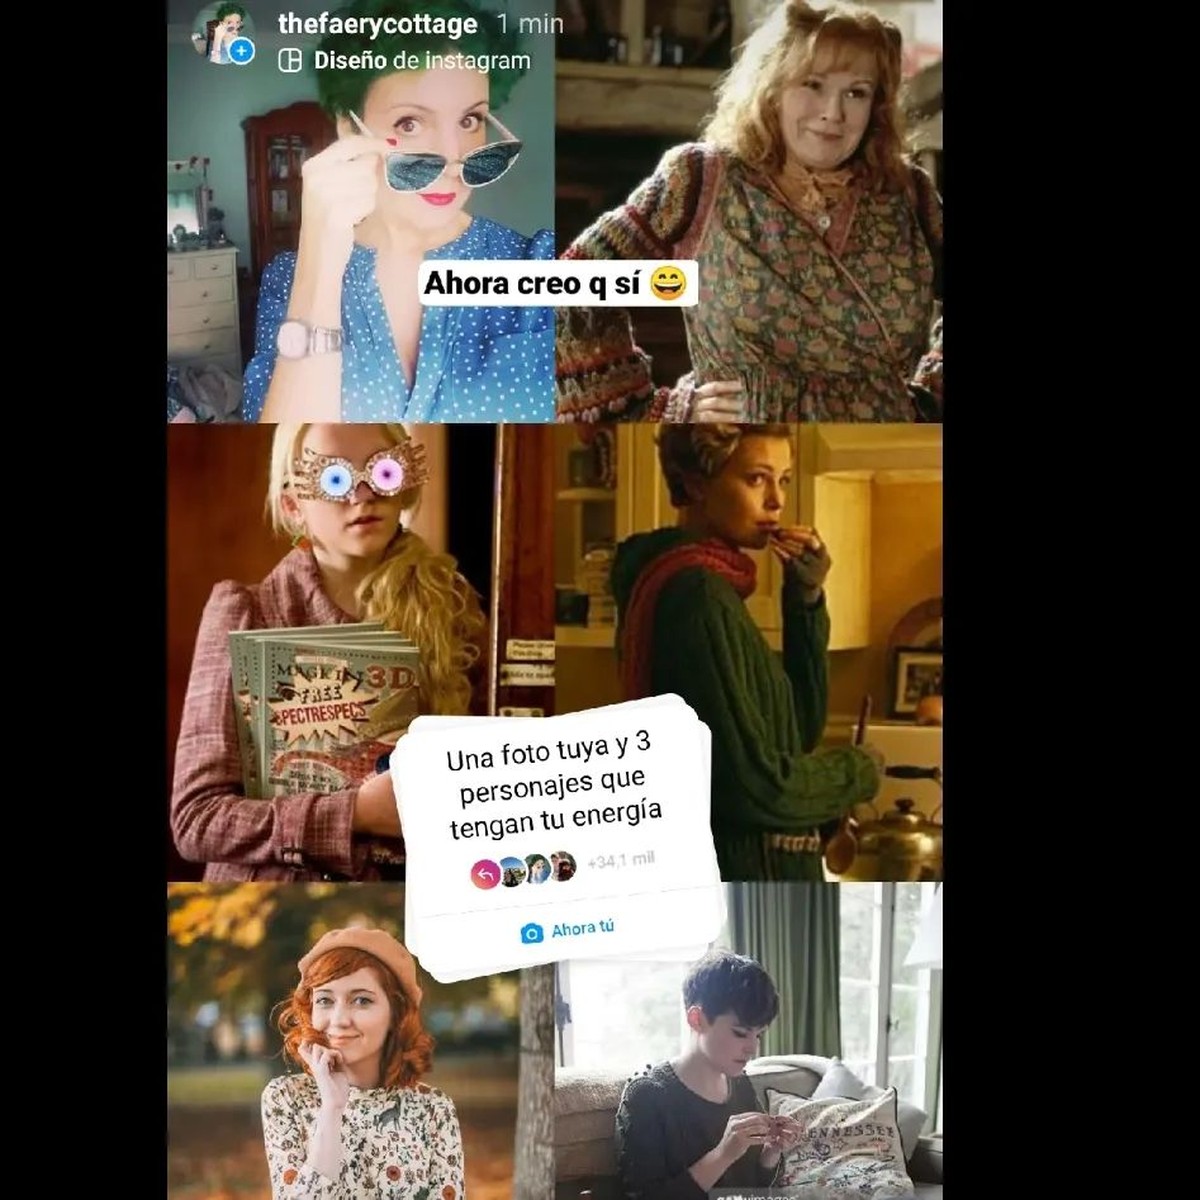 thefaerycottage 1 min
Diseño de instagram
Ahora creo q sí 😄
3D
FREE
SPECTRESPECS
Una foto tuya y 3
personajes que
tengan tu energía
+34,1 mil
Ahora tú